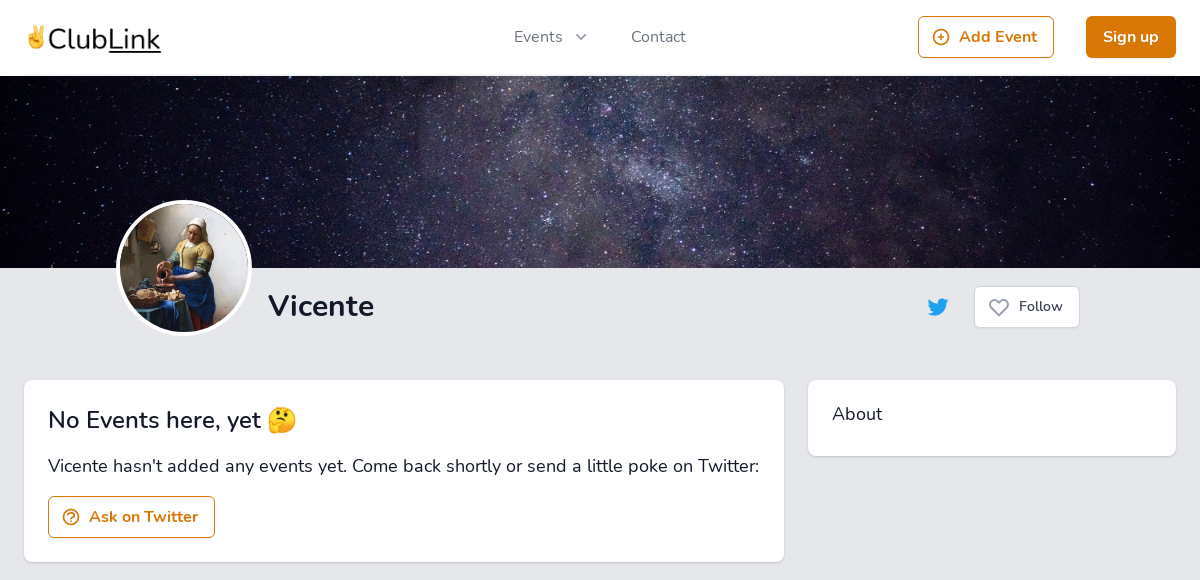 ✌️ClubLink
Events
Contact
Add Event
Sign up
Vicente
Follow
No Events here, yet 🤔
Vicente hasn't added any events yet. Come back shortly or send a little poke on Twitter:
Ask on Twitter
About